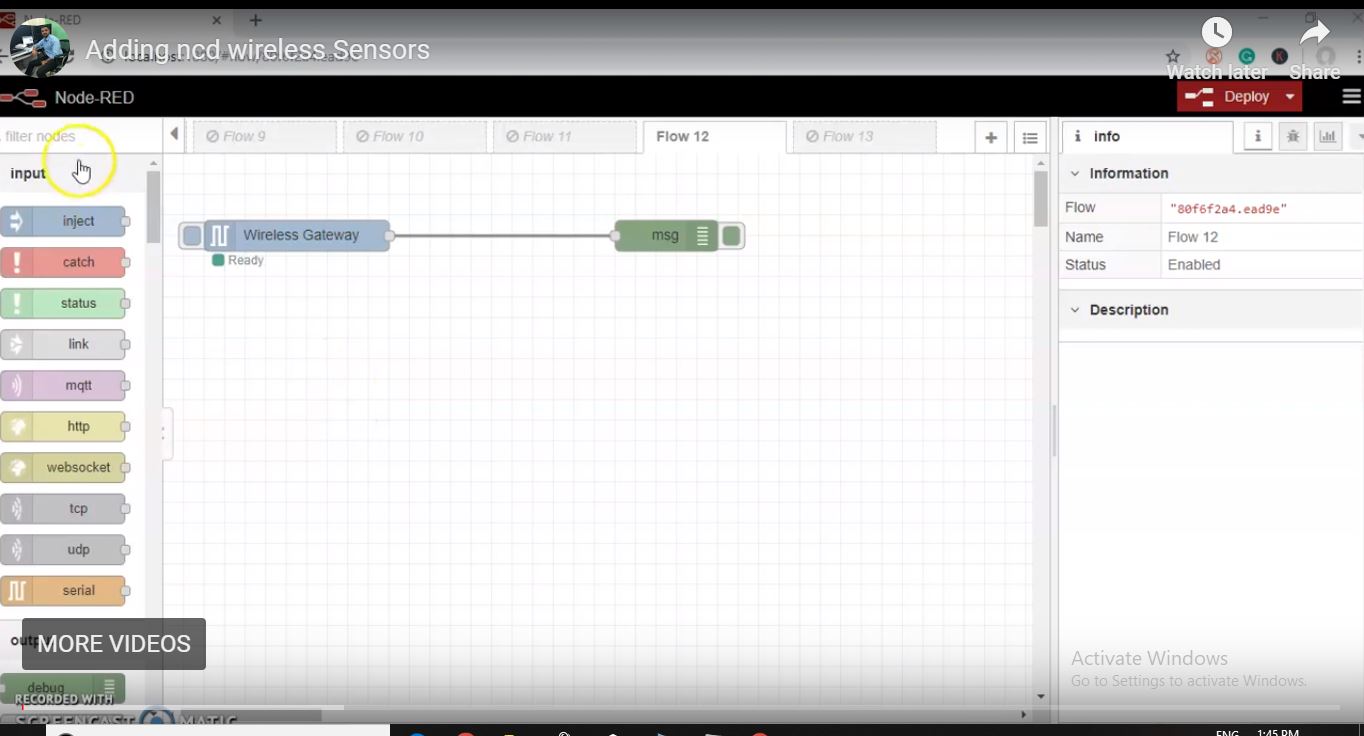 Node-RED
Adding ncd wireless Sensors
Watch later
Share
Node-RED
Deploy
filter nodes
Flow 9
Flow 10
Flow 11
Flow 12
Flow 13
info
input
Information
inject
Flow
"80f6f2a4.ead9e"
Wireless Gateway
msg
Name
Flow 12
catch
Ready
Status
Enabled
status
Description
link
mqtt
http
websocket
tcp
udp
serial
MORE VIDEOS
Activate Windows
Go to Settings to activate Windows.
debug
RECORDED WITH
SCREENCAST MATIC
ENG
1:45 PM